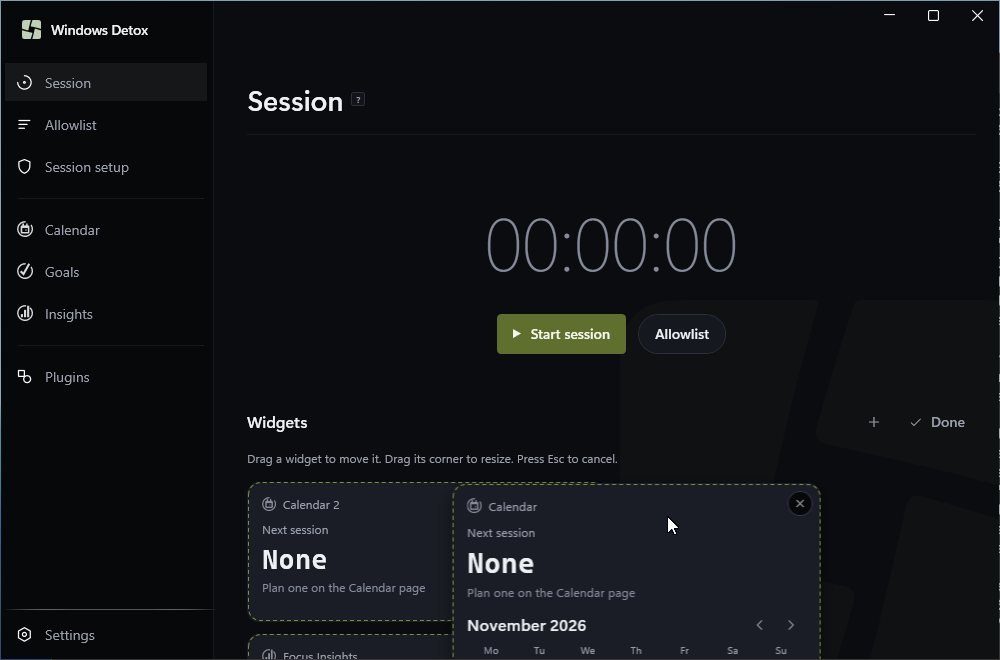 Windows Detox
Session
Allowlist
Session setup
Calendar
Goals
Insights
Plugins
Settings
Session ?
00:00:00
Start session
Allowlist
Widgets
Done
Drag a widget to move it. Drag its corner to resize. Press Esc to cancel.
Calendar 2
Next session
None
Plan one on the Calendar page
Focus Insights
Calendar
Next session
None
Plan one on the Calendar page
November 2026
Mo Tu We Th Fr Sa Su